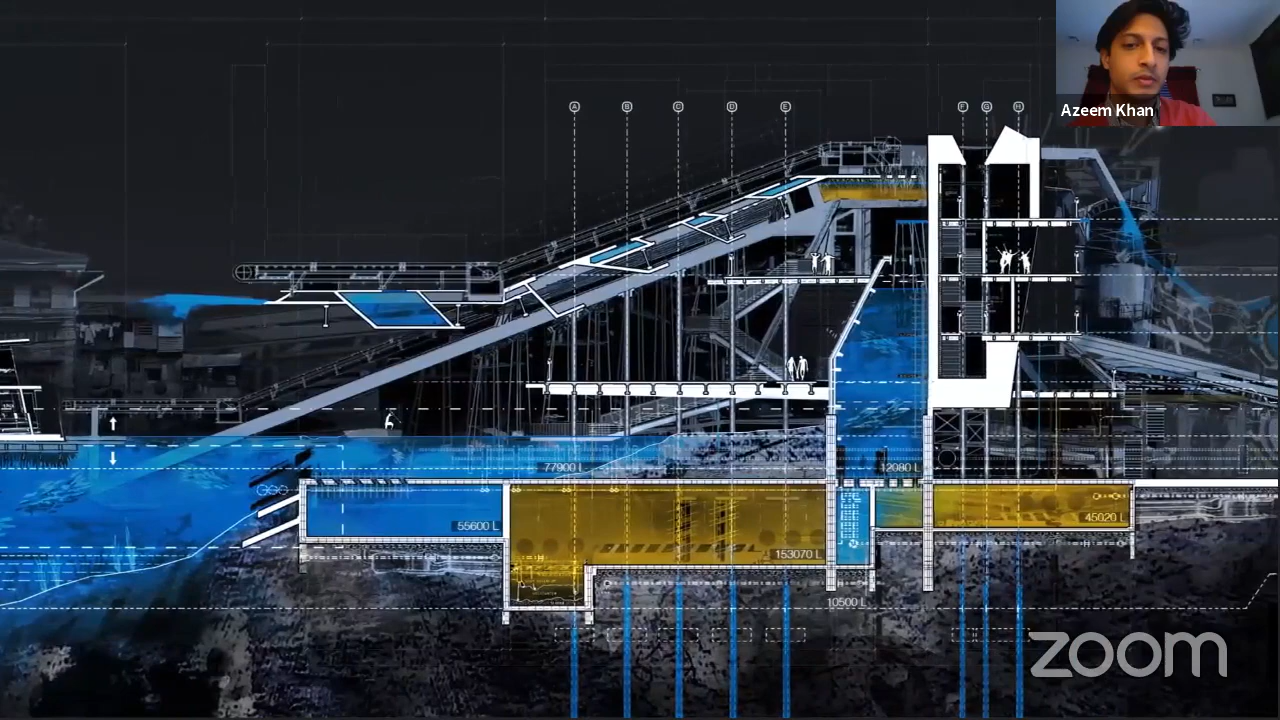 Azeem Khan
A B C D E F G H
77900 L
12080 L
55600 L
45020 L
153070 L
10500 L
zoom